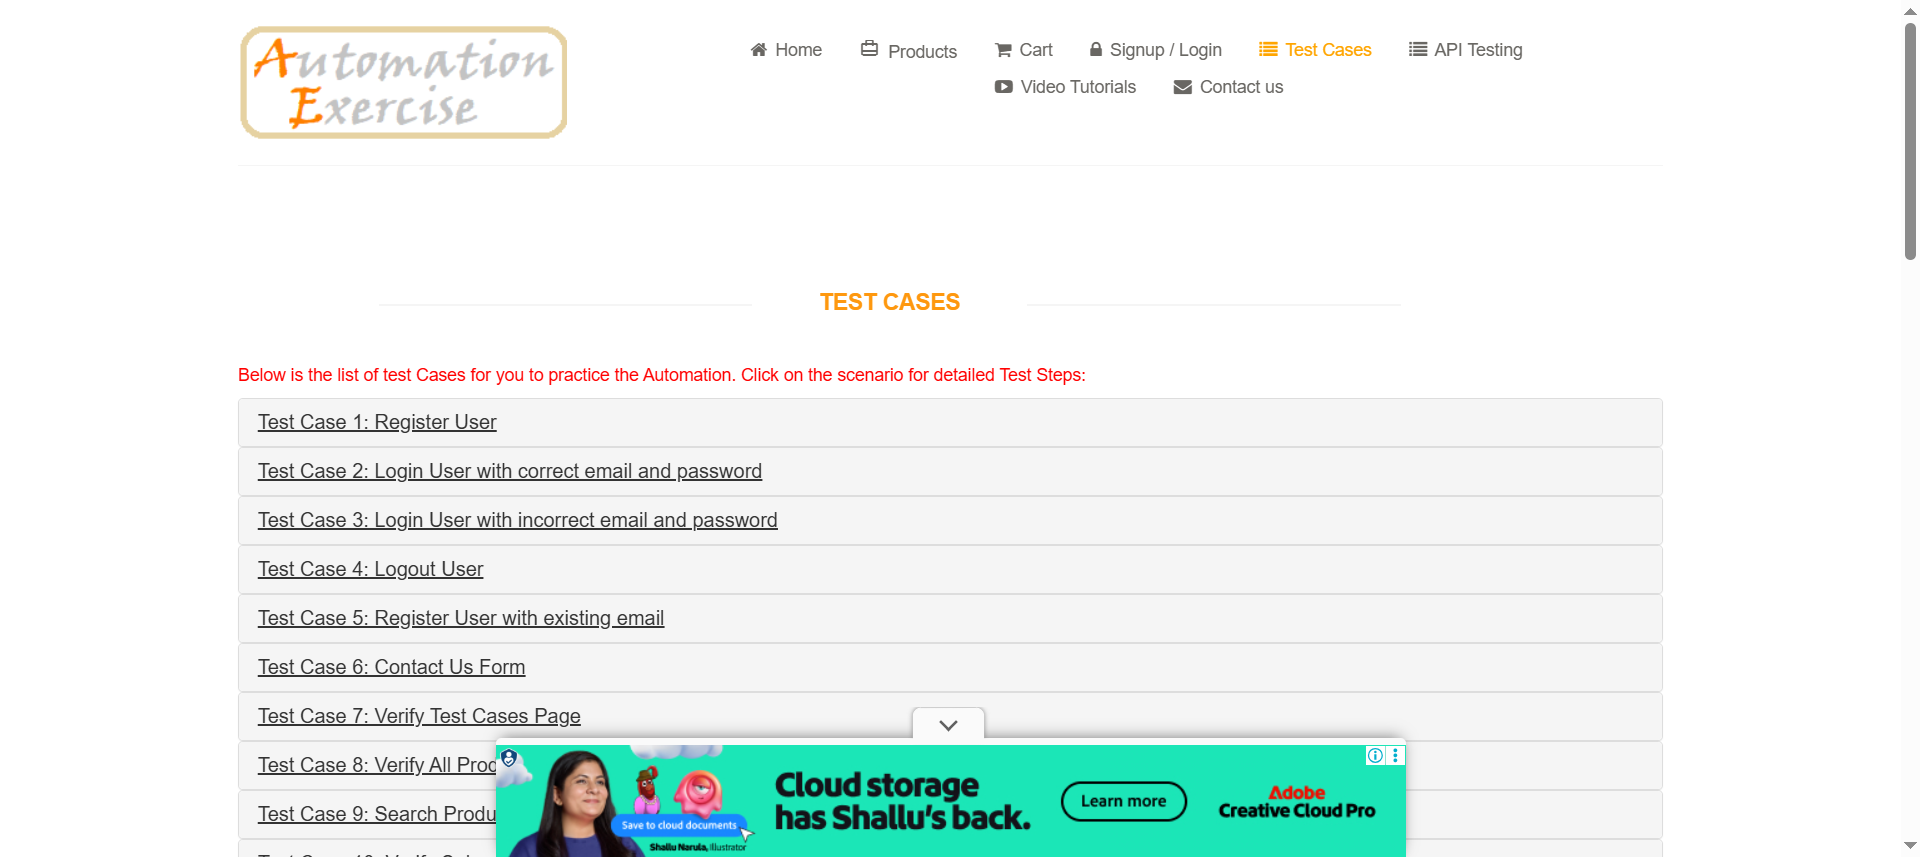 Automation
Exercise
Home
Products
Cart
Signup / Login
Test Cases
API Testing
Video Tutorials
Contact us
TEST CASES
Below is the list of test Cases for you to practice the Automation. Click on the scenario for detailed Test Steps:
Test Case 1: Register User
Test Case 2: Login User with correct email and password
Test Case 3: Login User with incorrect email and password
Test Case 4: Logout User
Test Case 5: Register User with existing email
Test Case 6: Contact Us Form
Test Case 7: Verify Test Cases Page
Test Case 8: Verify All Prod
Test Case 9: Search Produ
Cloud storage
has Shallu's back.
Learn more
Adobe
Creative Cloud Pro
Save to cloud documents
Shallu Narula, Illustrator